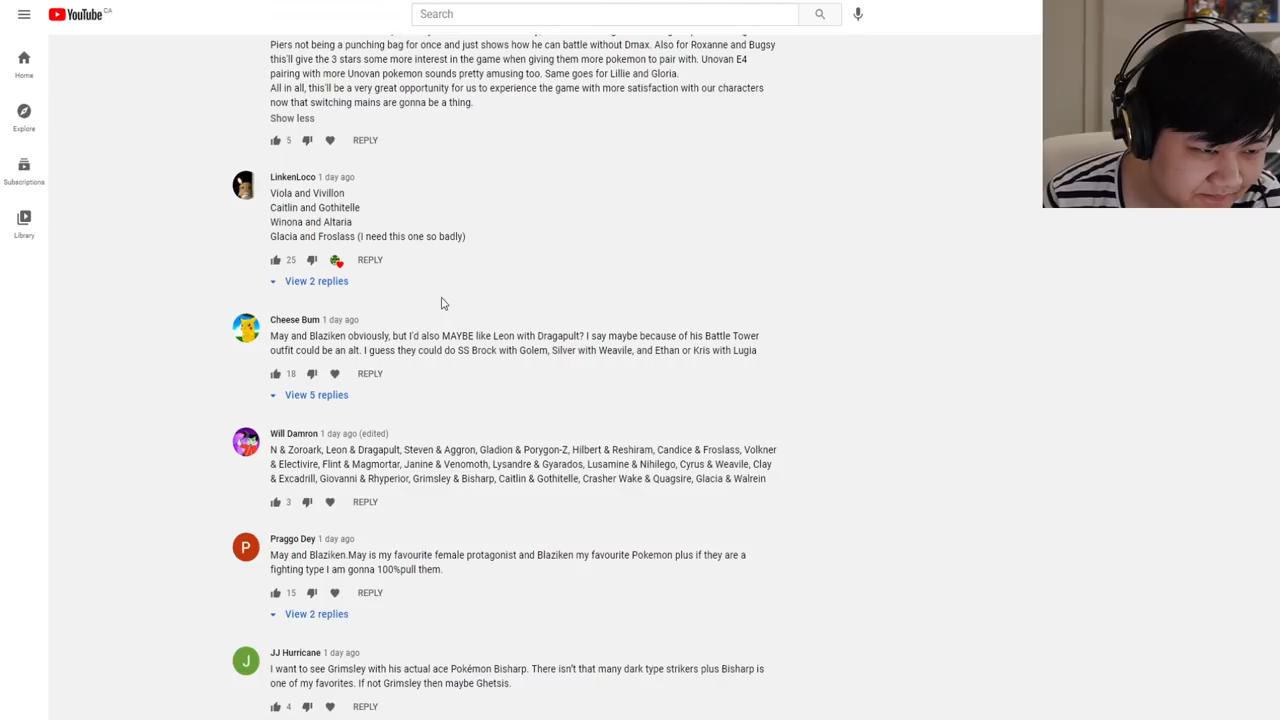 YouTube CA
Search
Home
Explore
Subscriptions
Library
Piers not being a punching bag for once and just shows how he can battle without Dmax. Also for Roxanne and Bugsy
this'll give the 3 stars some more interest in the game when giving them more pokemon to pair with. Unovan E4
pairing with more Unovan pokemon sounds pretty amusing too. Same goes for Lillie and Gloria.
All in all, this'll be a very great opportunity for us to experience the game with more satisfaction with our characters
now that switching mains are gonna be a thing.
Show less
5 REPLY
LinkenLoco 1 day ago
Viola and Vivillon
Caitlin and Gothitelle
Winona and Altaria
Glacia and Froslass (I need this one so badly)
25 REPLY
View 2 replies
Cheese Bum 1 day ago
May and Blaziken obviously, but I'd also MAYBE like Leon with Dragapult? I say maybe because of his Battle Tower
outfit could be an alt. I guess they could do SS Brock with Golem, Silver with Weavile, and Ethan or Kris with Lugia
18 REPLY
View 5 replies
Will Damron 1 day ago (edited)
N & Zoroark, Leon & Dragapult, Steven & Aggron, Gladion & Porygon-Z, Hilbert & Reshiram, Candice & Froslass, Volkner
& Electivire, Flint & Magmortar, Janine & Venomoth, Lysandre & Gyarados, Lusamine & Nihilego, Cyrus & Weavile, Clay
& Excadrill, Giovanni & Rhyperior, Grimsley & Bisharp, Caitlin & Gothitelle, Crasher Wake & Quagsire, Glacia & Walrein
3 REPLY
P
Praggo Dey 1 day ago
May and Blaziken.May is my favourite female protagonist and Blaziken my favourite Pokemon plus if they are a
fighting type I am gonna 100%pull them.
15 REPLY
View 2 replies
J
JJ Hurricane 1 day ago
I want to see Grimsley with his actual ace Pokémon Bisharp. There isn't that many dark type strikers plus Bisharp is
one of my favorites. If not Grimsley then maybe Ghetsis.
4 REPLY